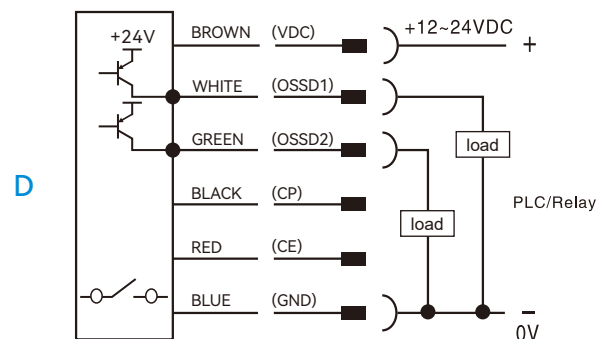 +24V
BROWN (VDC) +12~24VDC +
WHITE (OSSD1)
GREEN (OSSD2) load
D
BLACK (CP) PLC/Relay
load
RED (CE)
BLUE (GND) -
0V